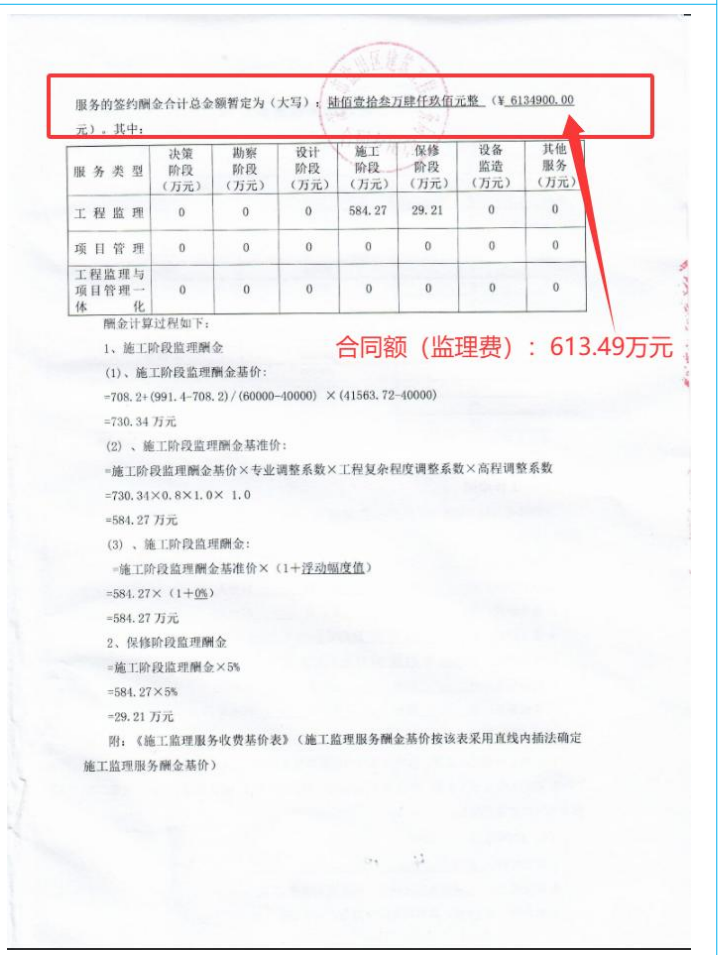 服务的签约酬金合计总金额暂定为（大写）：陆佰壹拾叁万肆仟玖佰元整 （¥ 6134900.00
元）。其中：
服务类型 决策阶段（万元） 勘察阶段（万元） 设计阶段（万元） 施工阶段（万元） 保修阶段（万元） 设备监造（万元） 其他服务（万元）
工程监理 0 0 0 584.27 29.21 0 0
项目管理 0 0 0 0 0 0 0
工程监理与项目管理一体化 0 0 0 0 0 0 0
酬金计算过程如下：
1、施工阶段监理酬金
合同额（监理费）：613.49万元
(1)、施工阶段监理酬金基价：
=708.2+(991.4-708.2)/(60000-40000) ×(41563.72-40000)
=730.34 万元
(2) 、施工阶段监理酬金基准价：
=施工阶段监理酬金基价×专业调整系数×工程复杂程度调整系数×高程调整系数
=730.34×0.8×1.0× 1.0
=584.27 万元
(3) 、施工阶段监理酬金：
=施工阶段监理酬金基准价×（1+浮动幅度值）
=584.27×（1+0%）
=584.27 万元
2、保修阶段监理酬金
=施工阶段监理酬金×5%
=584.27×5%
=29.21 万元
附：《施工监理服务收费基价表》（施工监理服务酬金基价按该表采用直线内插法确定
施工监理服务酬金基价）